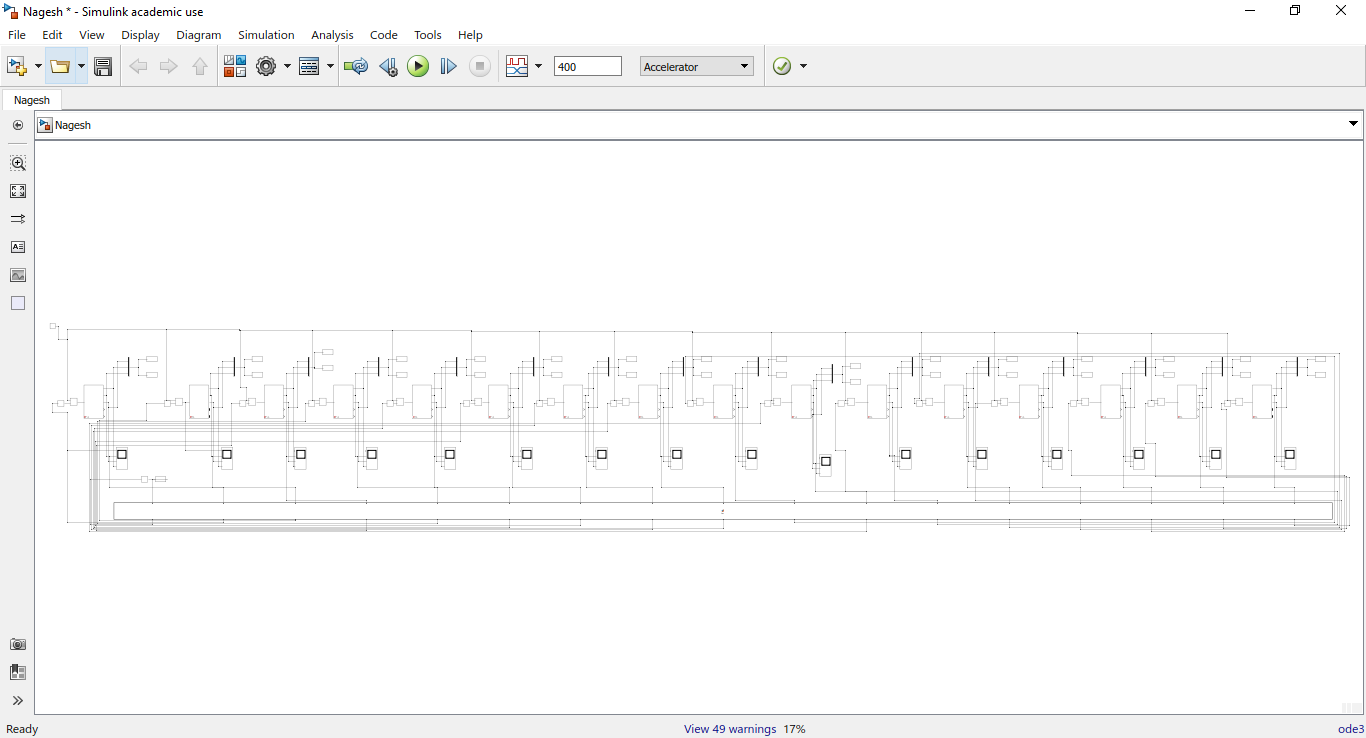 Nagesh * - Simulink academic use
File Edit View Display Diagram Simulation Analysis Code Tools Help
400 Accelerator
Nagesh
Nagesh
Ready View 49 warnings 17% ode3